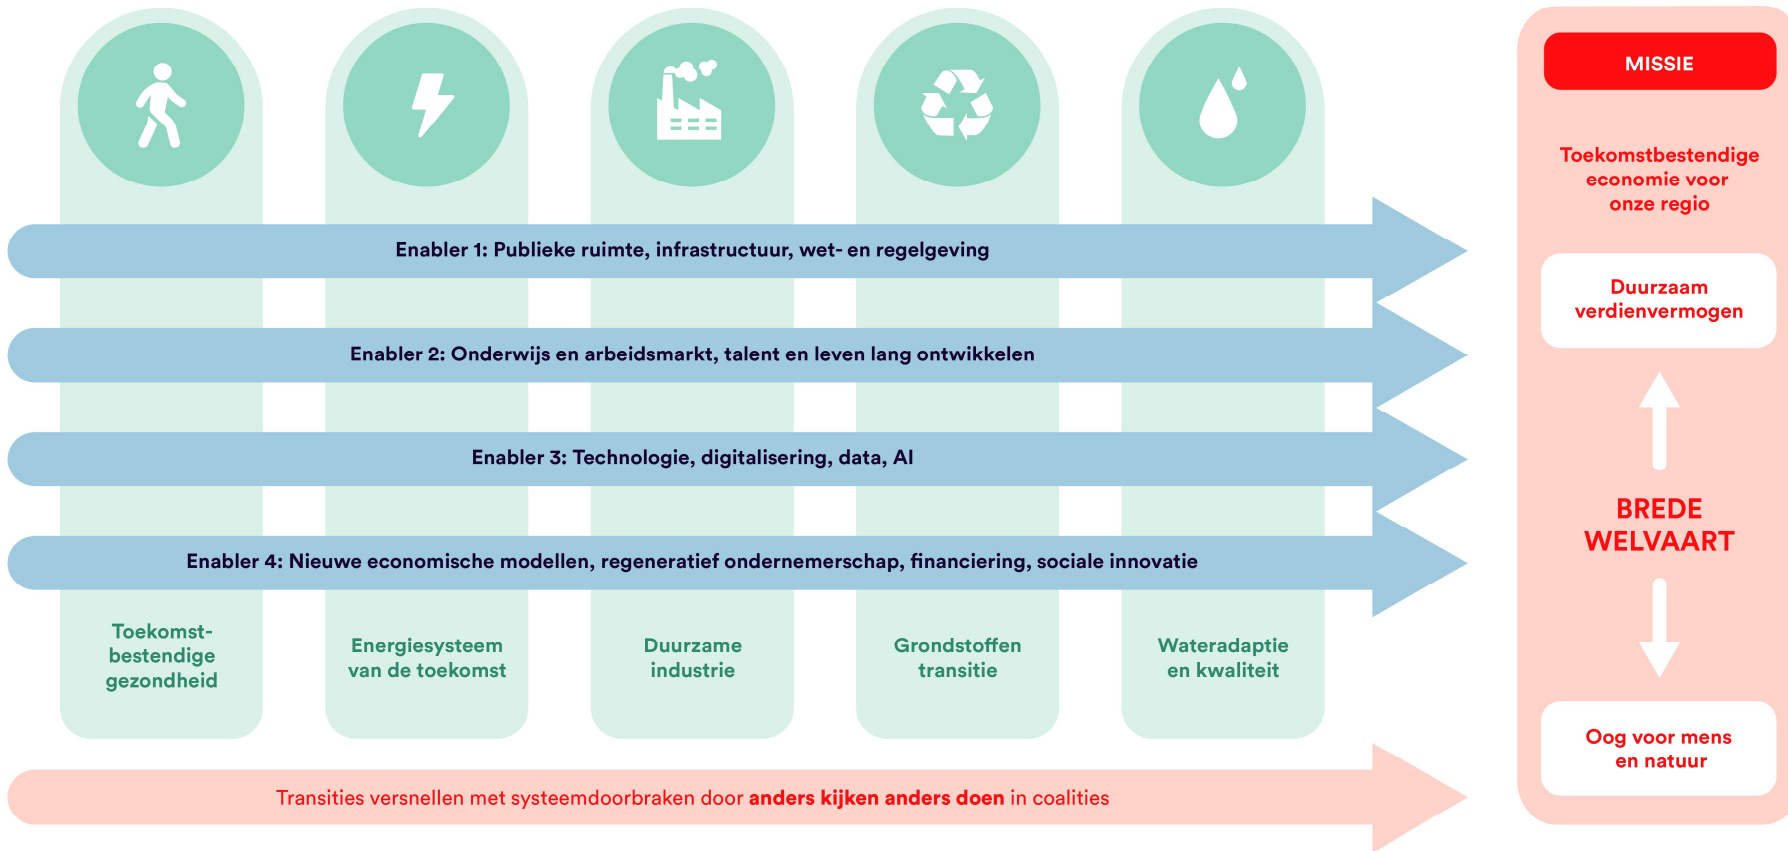 Enabler 1: Publieke ruimte, infrastructuur, wet- en regelgeving
Enabler 2: Onderwijs en arbeidsmarkt, talent en leven lang ontwikkelen
Enabler 3: Technologie, digitalisering, data, AI
Enabler 4: Nieuwe economische modellen, regeneratief ondernemerschap, financiering, sociale innovatie
Toekomst-
bestendige
gezondheid
Energiesysteem
van de toekomst
Duurzame
industrie
Grondstoffen
transitie
Wateradaptie
en kwaliteit
Transities versnellen met systeemdoorbraken door anders kijken anders doen in coalities
MISSIE
Toekomstbestendige
economie voor
onze regio
Duurzaam
verdienvermogen
BREDE
WELVAART
Oog voor mens
en natuur